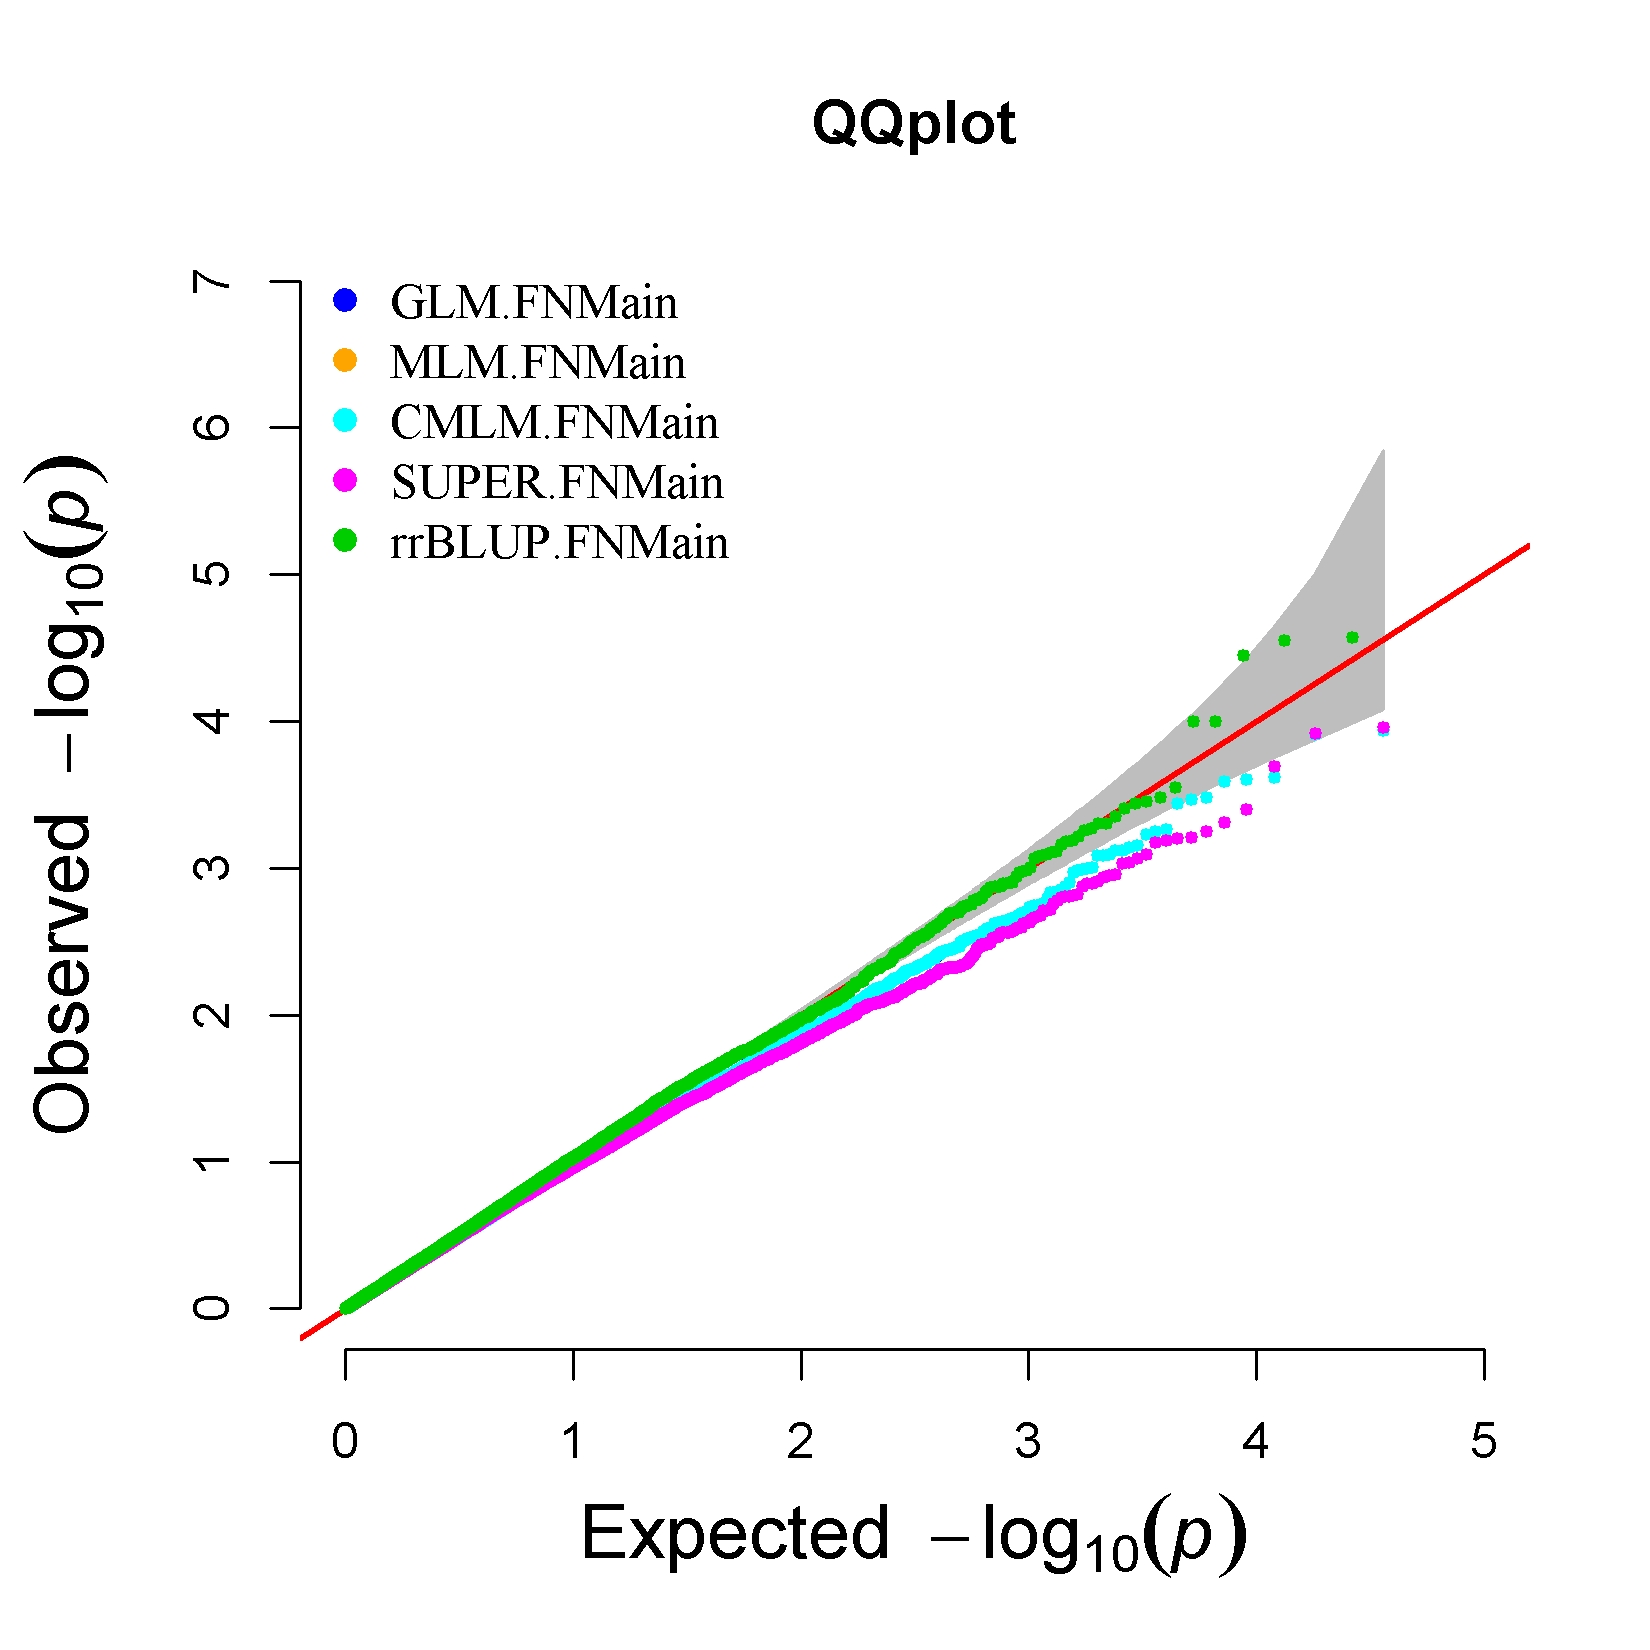 QQplot
GLM.FNMain
MLM.FNMain
CMLM.FNMain
SUPER.FNMain
rrBLUP.FNMain
Observed −log₁₀(p)
7
6
5
4
3
2
1
0
0 1 2 3 4 5
Expected −log₁₀(p)